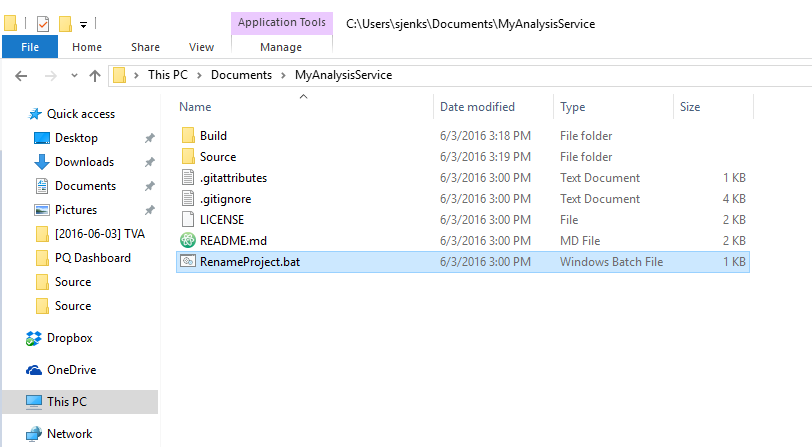 Application Tools C:\Users\sjenks\Documents\MyAnalysisService
File Home Share View Manage
This PC Documents MyAnalysisService
Name Date modified Type Size
Quick access
Desktop
Downloads
Documents
Pictures
[2016-06-03] TVA
PQ Dashboard
Source
Source
Dropbox
OneDrive
This PC
Network
Build 6/3/2016 3:18 PM File folder
Source 6/3/2016 3:19 PM File folder
.gitattributes 6/3/2016 3:00 PM Text Document 1 KB
.gitignore 6/3/2016 3:00 PM Text Document 4 KB
LICENSE 6/3/2016 3:00 PM File 2 KB
README.md 6/3/2016 3:00 PM MD File 2 KB
RenameProject.bat 6/3/2016 3:00 PM Windows Batch File 1 KB